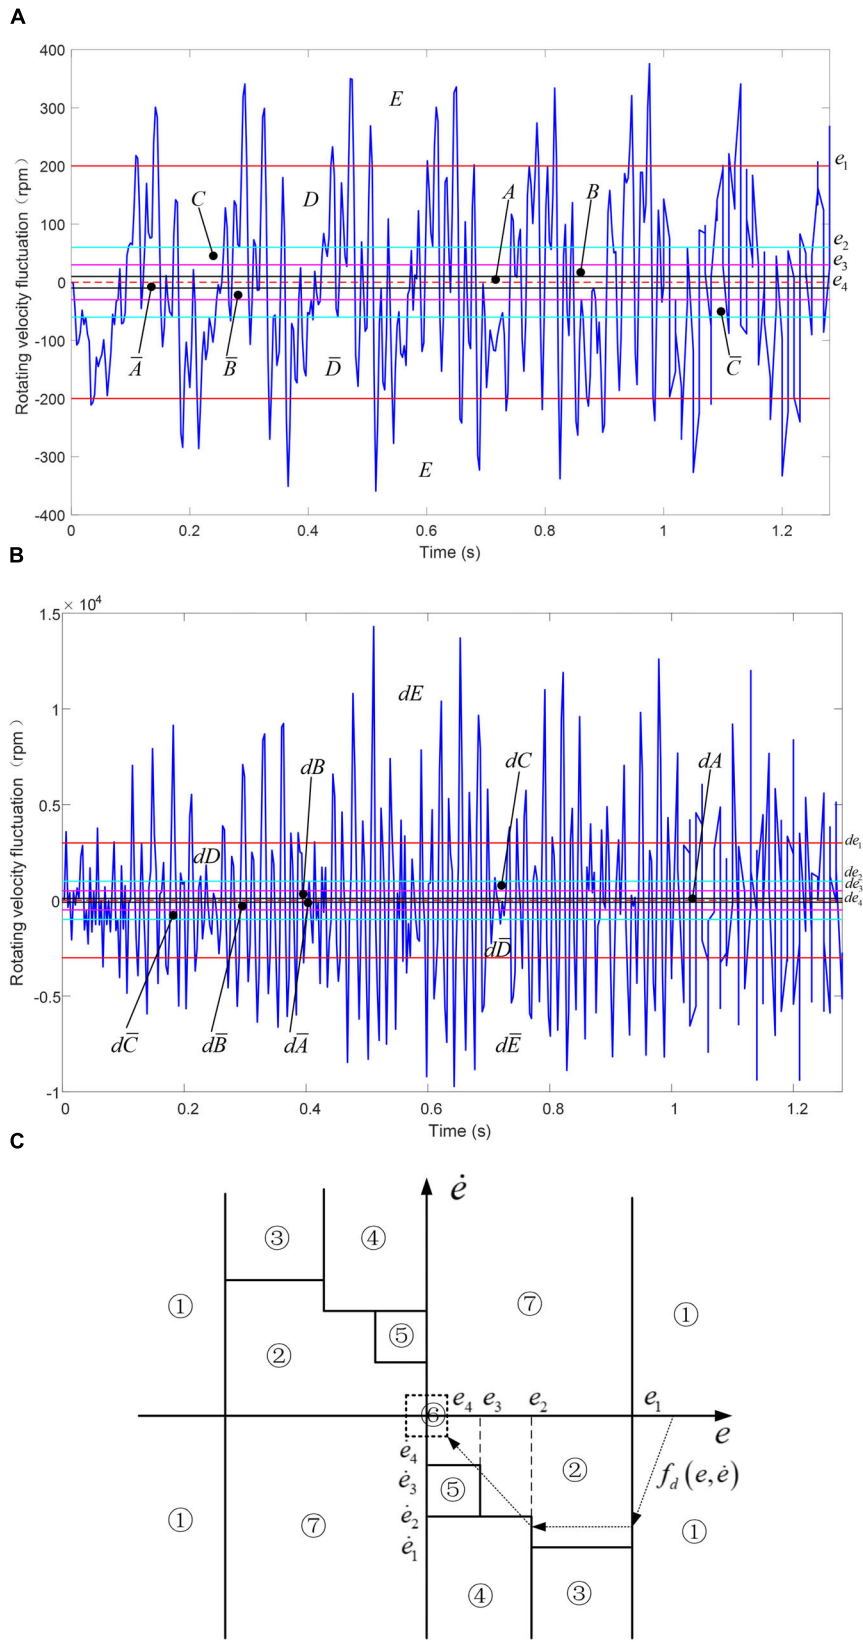 A
400
300
200
100
0
-100
-200
-300
-400
Rotating velocity fluctuation（rpm）
E
C
D
A
B
A̅
B̅
D̅
C̅
E
e₁
e₂
e₃
e₄
0 0.2 0.4 0.6 0.8 1 1.2
Time (s)
B
× 10⁴
1.5
1
0.5
0
-0.5
-1
Rotating velocity fluctuation（rpm）
dE
dB
dC
dA
dD
dD̅
dC̅
dB̅
dA̅
dE̅
de₁
de₂
de₃
de₄
0 0.2 0.4 0.6 0.8 1 1.2
Time (s)
C
ė
③ ④
① ⑦ ①
② ⑤
⑥ e₄ e₃ e₂ e₁
e
ė₄
② f_d(e,ė)
ė₃ ⑤
ė₂
① ⑦ ①
ė₁
④ ③